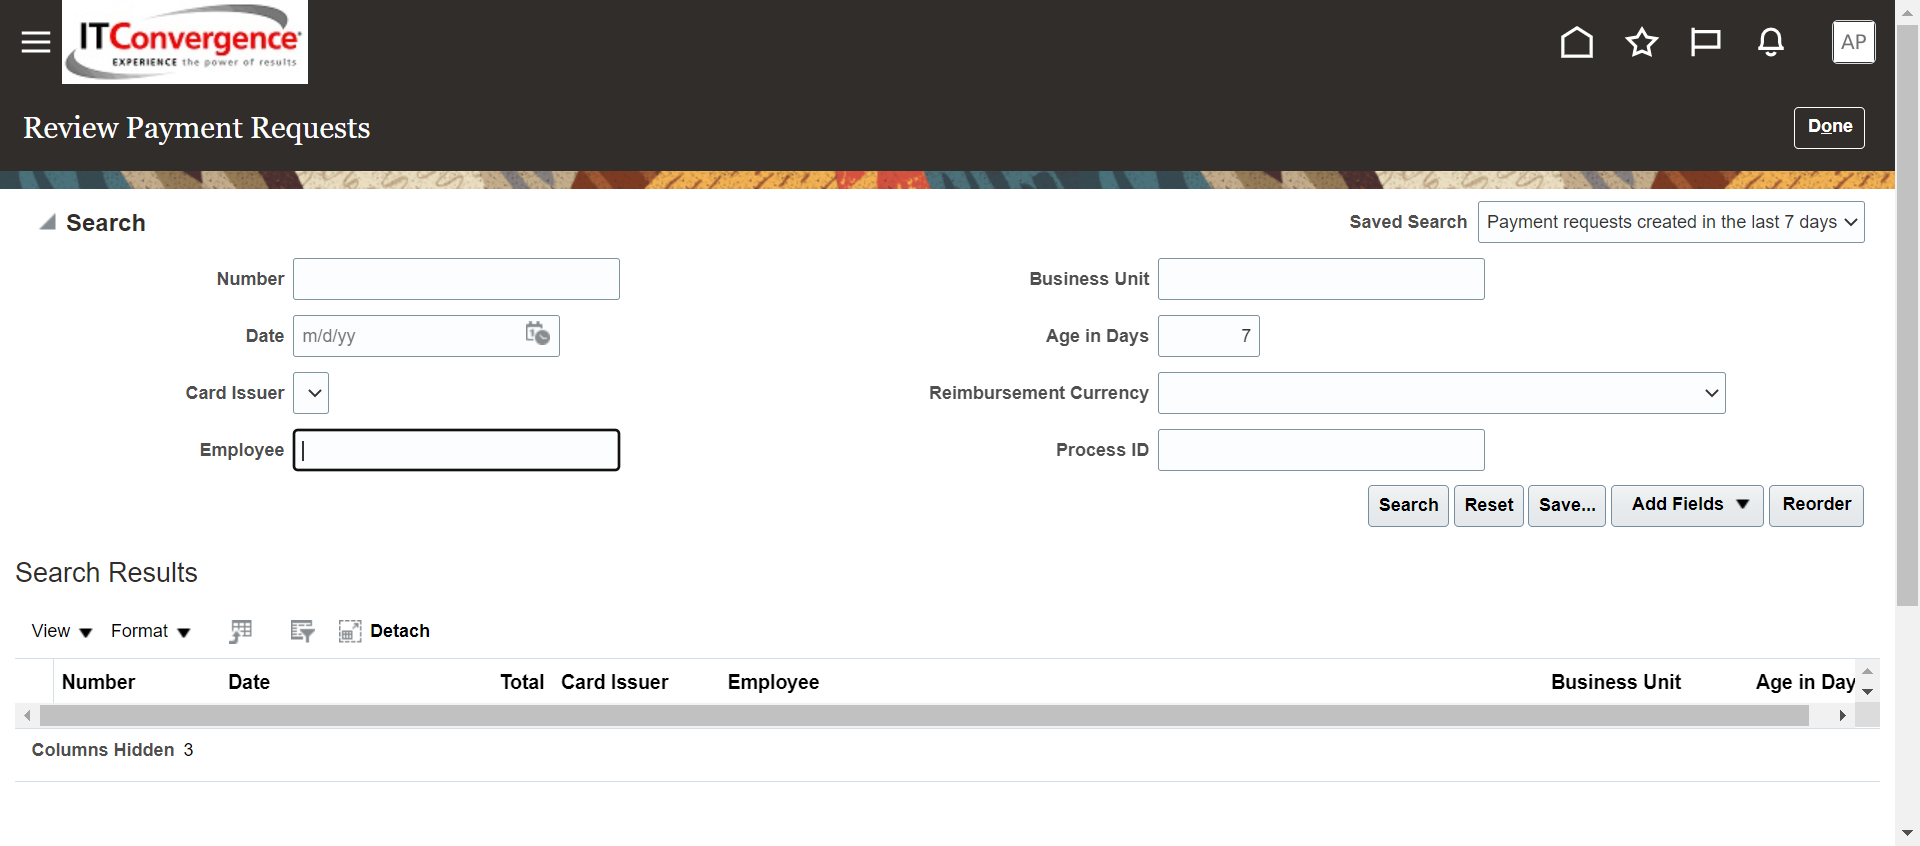 ITConvergence
EXPERIENCE the power of results
AP
Review Payment Requests
Done
Search
Saved Search Payment requests created in the last 7 days
Number
Business Unit
Date m/d/yy
Age in Days 7
Card Issuer
Reimbursement Currency
Employee
Process ID
Search Reset Save... Add Fields Reorder
Search Results
View Format Detach
Number Date Total Card Issuer Employee Business Unit Age in Day
Columns Hidden 3